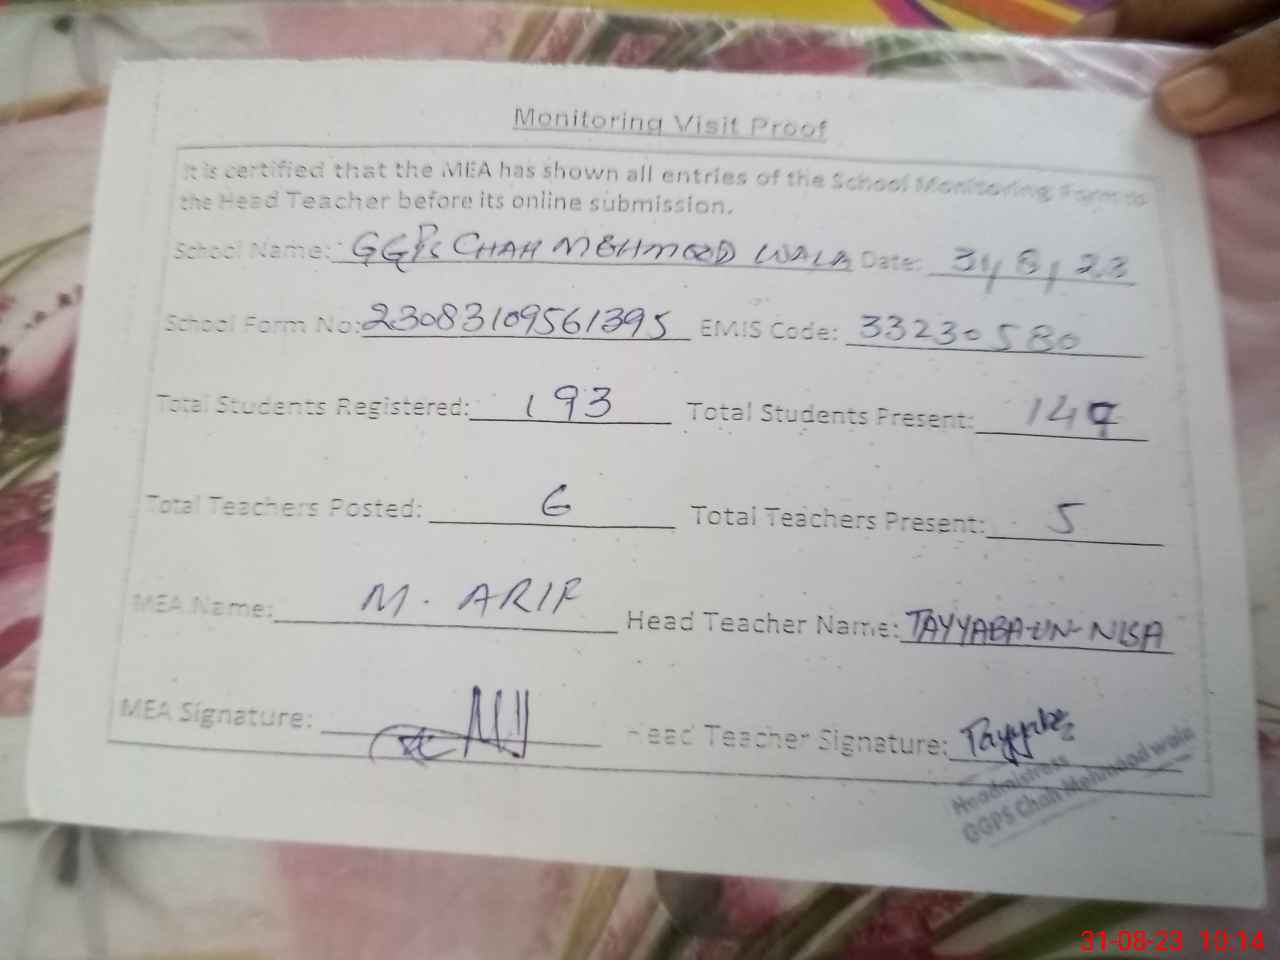 Monitoring Visit Proof
It is certified that the MEA has shown all entries of the School Monitoring Form to
the Head Teacher before its online submission.
School Name: GGPS CHAH MEHMOOD WALA Date: 31/8/23
School Form No: 23083109561395 EMIS Code: 33230580
Total Students Registered: 193 Total Students Present: 149
Total Teachers Posted: 6 Total Teachers Present: 5
MEA Name: M. ARIF Head Teacher Name: TAYYABA-UN-NISA
MEA Signature: Head Teacher Signature: Tayyaba
Headmistress
GGPS Chah Mehmood wala
31-08-23 10:14